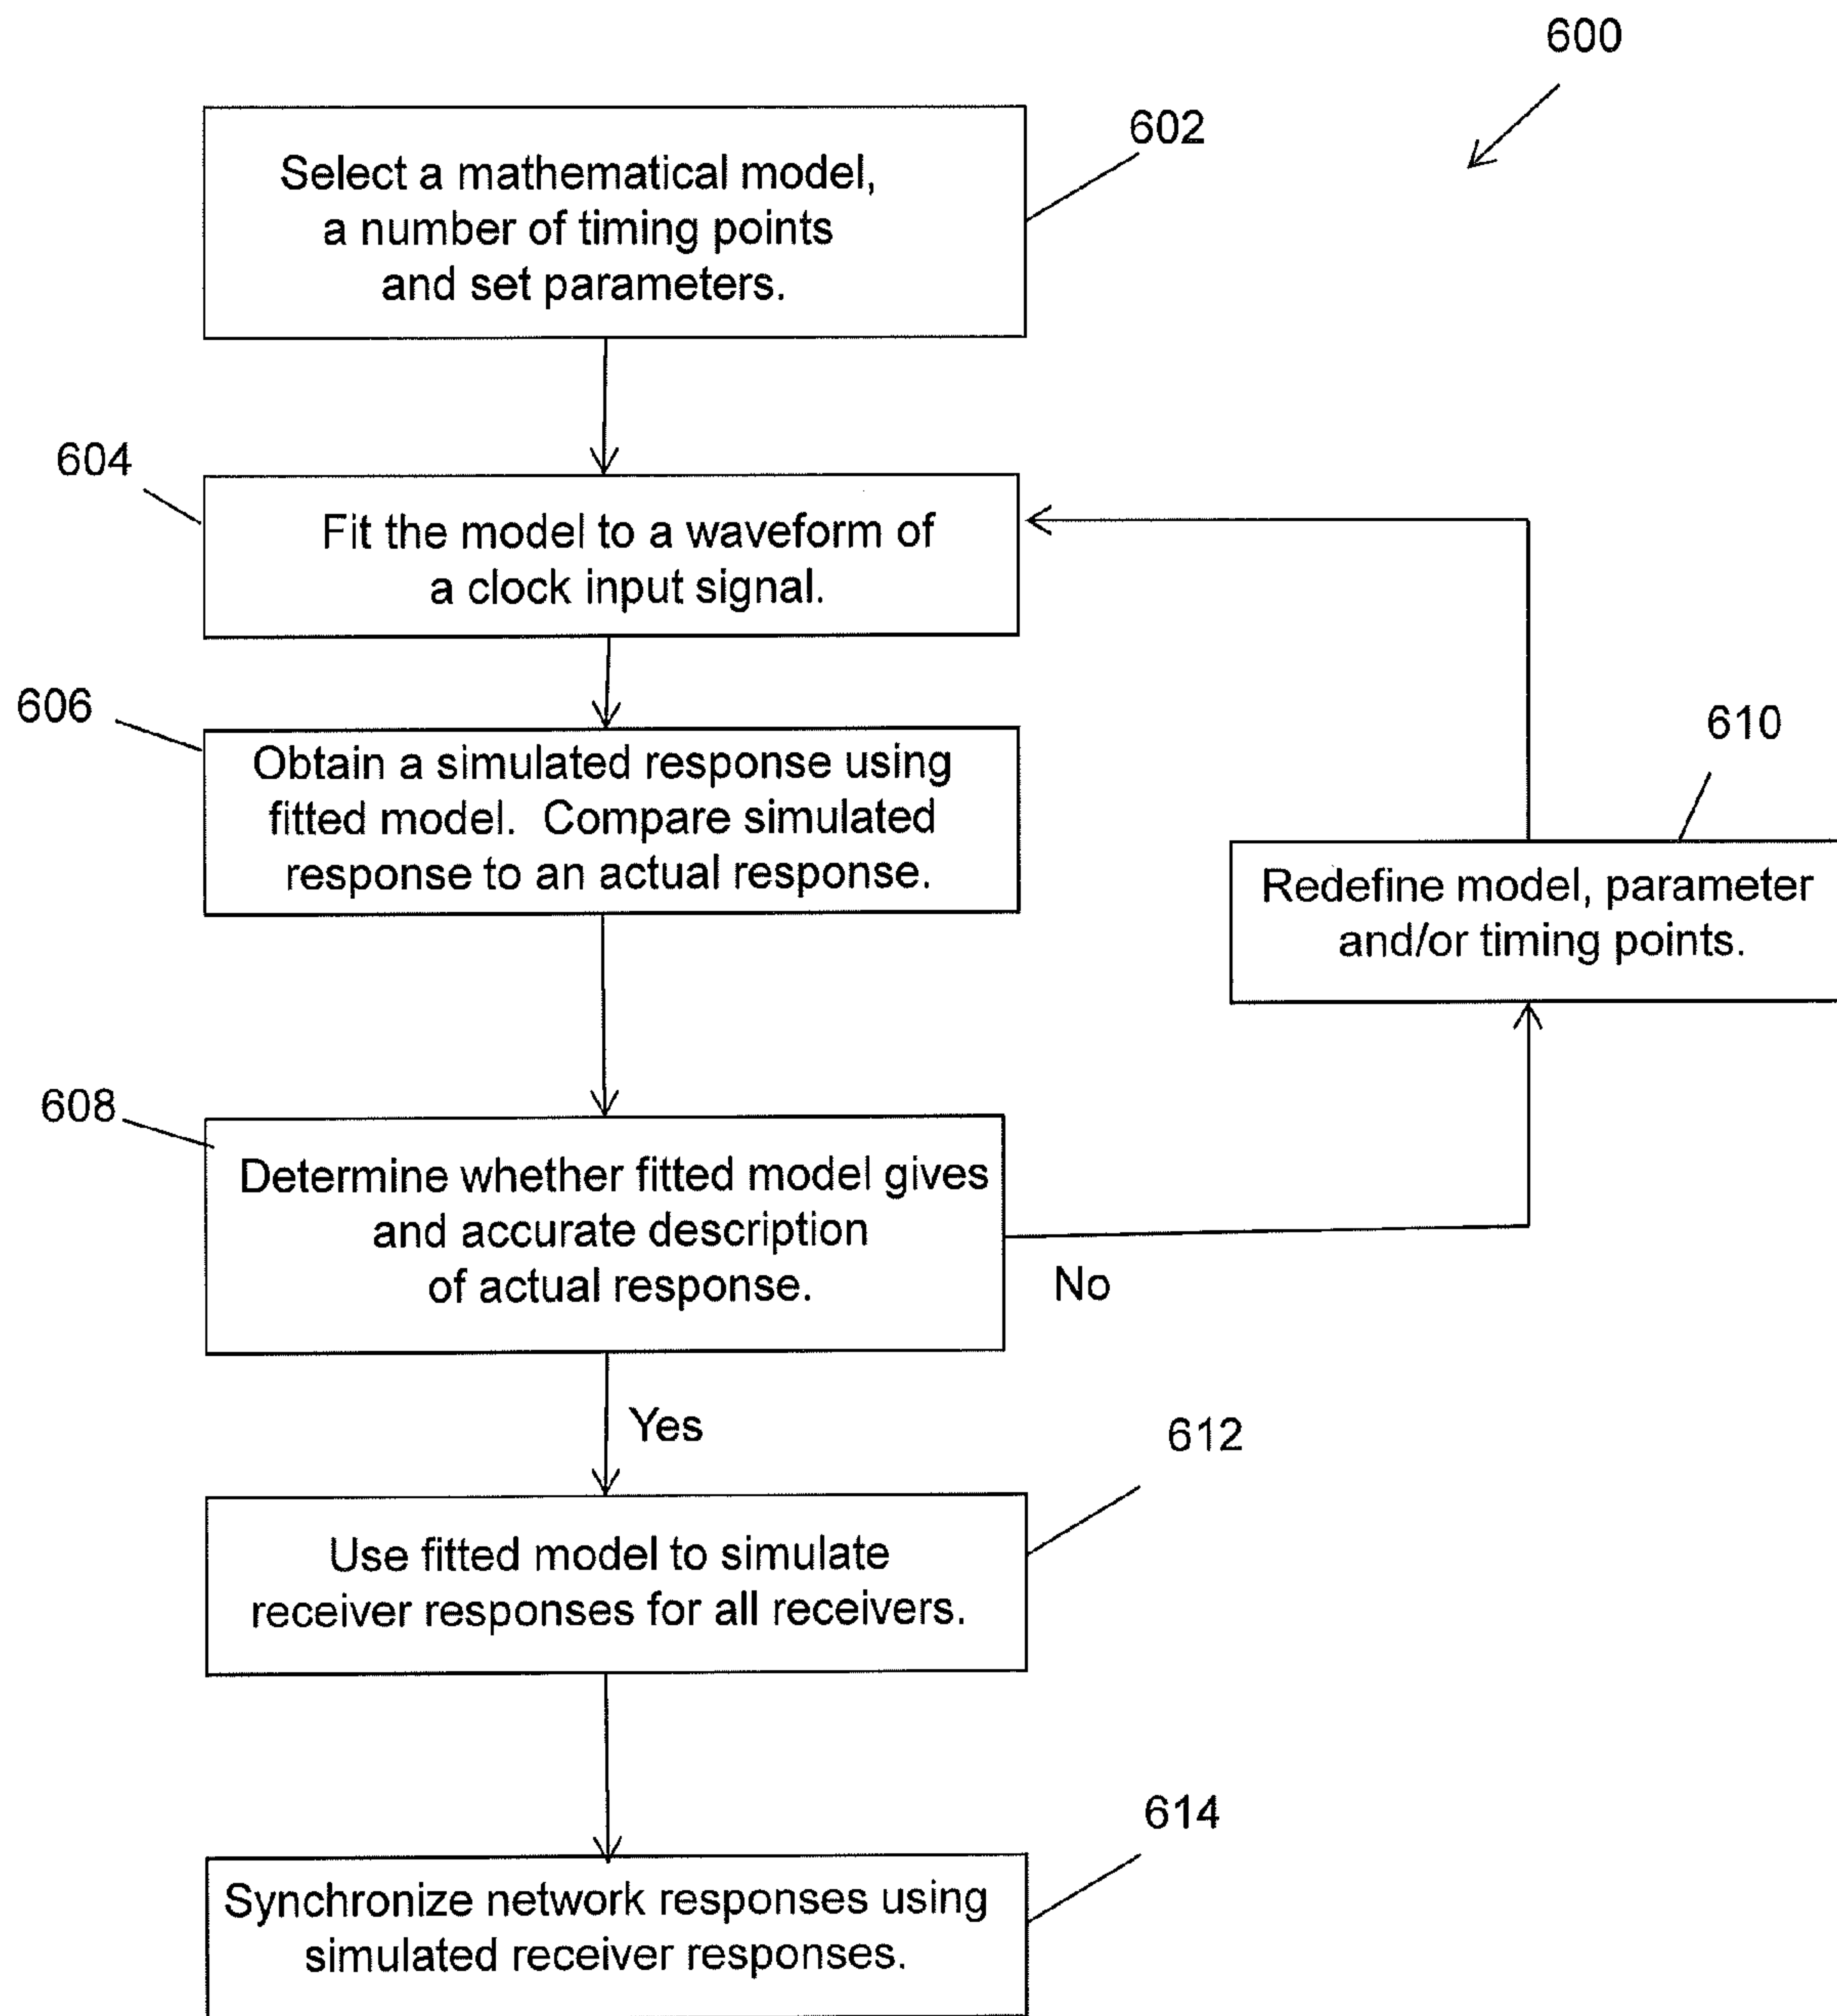 600
602
Select a mathematical model,
a number of timing points
and set parameters.
604
Fit the model to a waveform of
a clock input signal.
606
Obtain a simulated response using
fitted model.  Compare simulated
response to an actual response.
610
Redefine model, parameter
and/or timing points.
608
Determine whether fitted model gives
and accurate description
of actual response.
No
Yes
612
Use fitted model to simulate
receiver responses for all receivers.
614
Synchronize network responses using
simulated receiver responses.